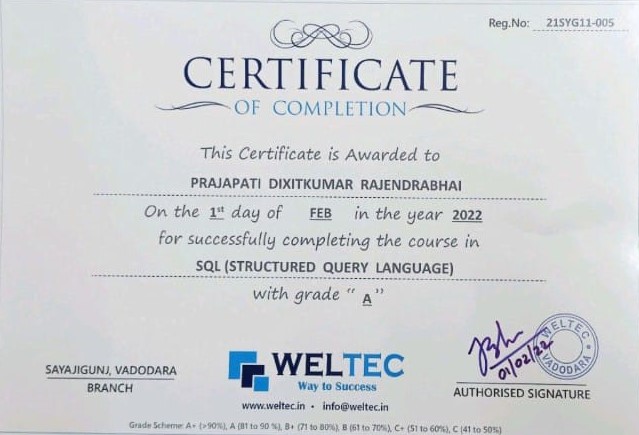 Reg.No: 21SYG11-005
CERTIFICATE
OF COMPLETION
This Certificate is Awarded to
PRAJAPATI DIXITKUMAR RAJENDRABHAI
On the 1st day of FEB in the year 2022
for successfully completing the course in
SQL (STRUCTURED QUERY LANGUAGE)
with grade “ A ”
WELTEC
VADODARA
01/02/22
SAYAJIGUNJ, VADODARA
BRANCH
WELTEC
Way to Success
www.weltec.in • info@weltec.in
AUTHORISED SIGNATURE
Grade Scheme: A+ (>90%), A (81 to 90 %), B+ (71 to 80%), B (61 to 70%), C+ (51 to 60%), C (41 to 50%)